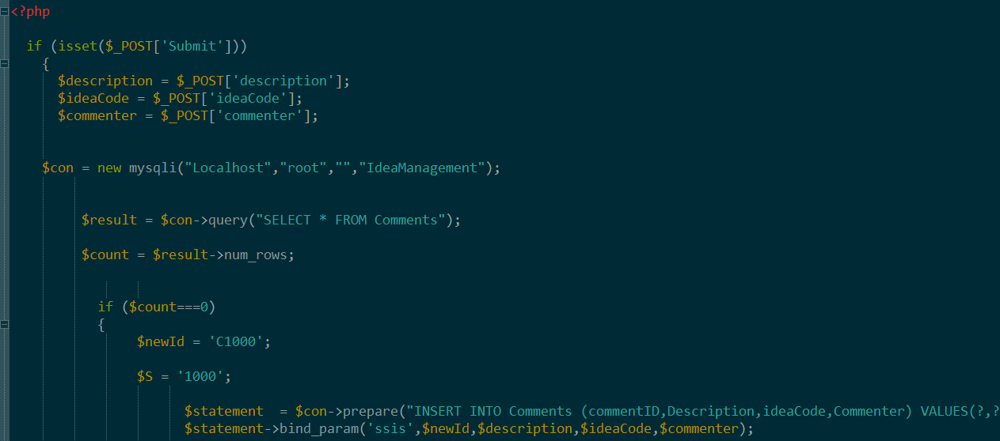 <?php
if (isset($_POST['Submit']))
{
$description = $_POST['description'];
$ideaCode = $_POST['ideaCode'];
$commenter = $_POST['commenter'];
$con = new mysqli("Localhost","root","","IdeaManagement");
$result = $con->query("SELECT * FROM Comments");
$count = $result->num_rows;
if ($count===0)
{
$newId = 'C1000';
$S = '1000';
$statement  = $con->prepare("INSERT INTO Comments (commentID,Description,ideaCode,Commenter) VALUES(?,?
$statement->bind_param('ssis',$newId,$description,$ideaCode,$commenter);